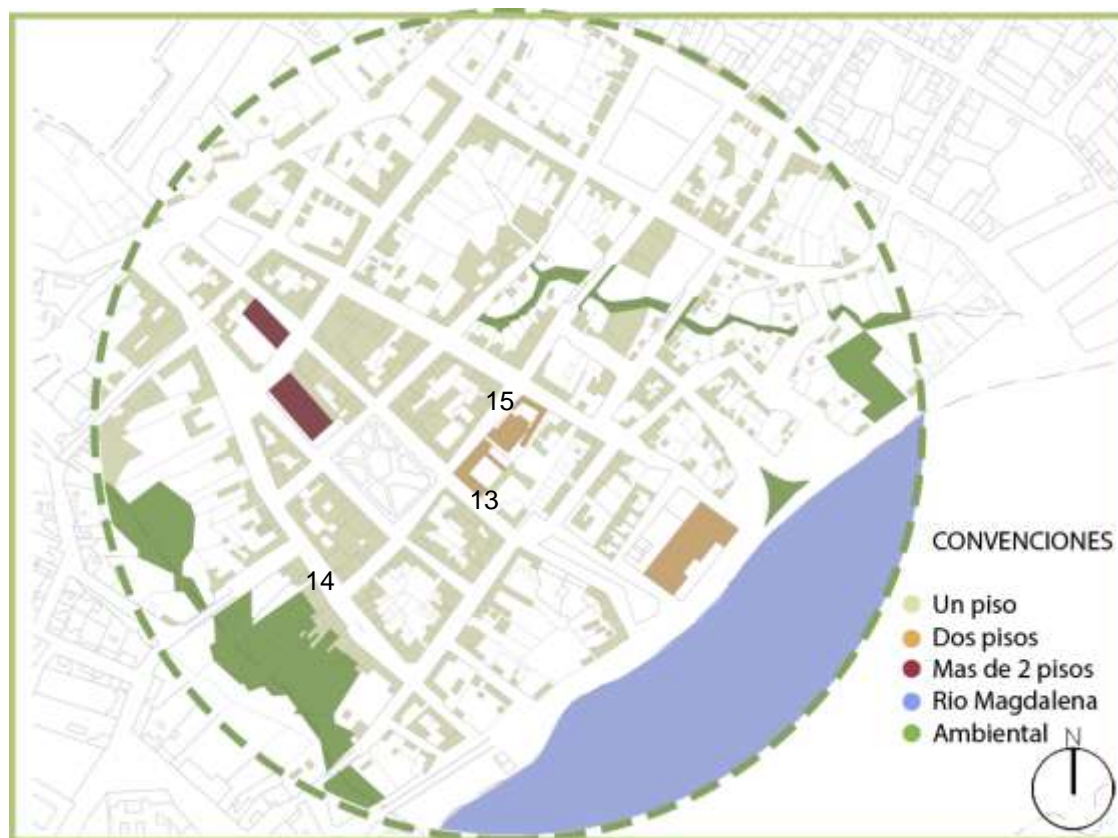 15
13
14
CONVENCIONES
Un piso
Dos pisos
Mas de 2 pisos
Rio Magdalena
Ambiental
N